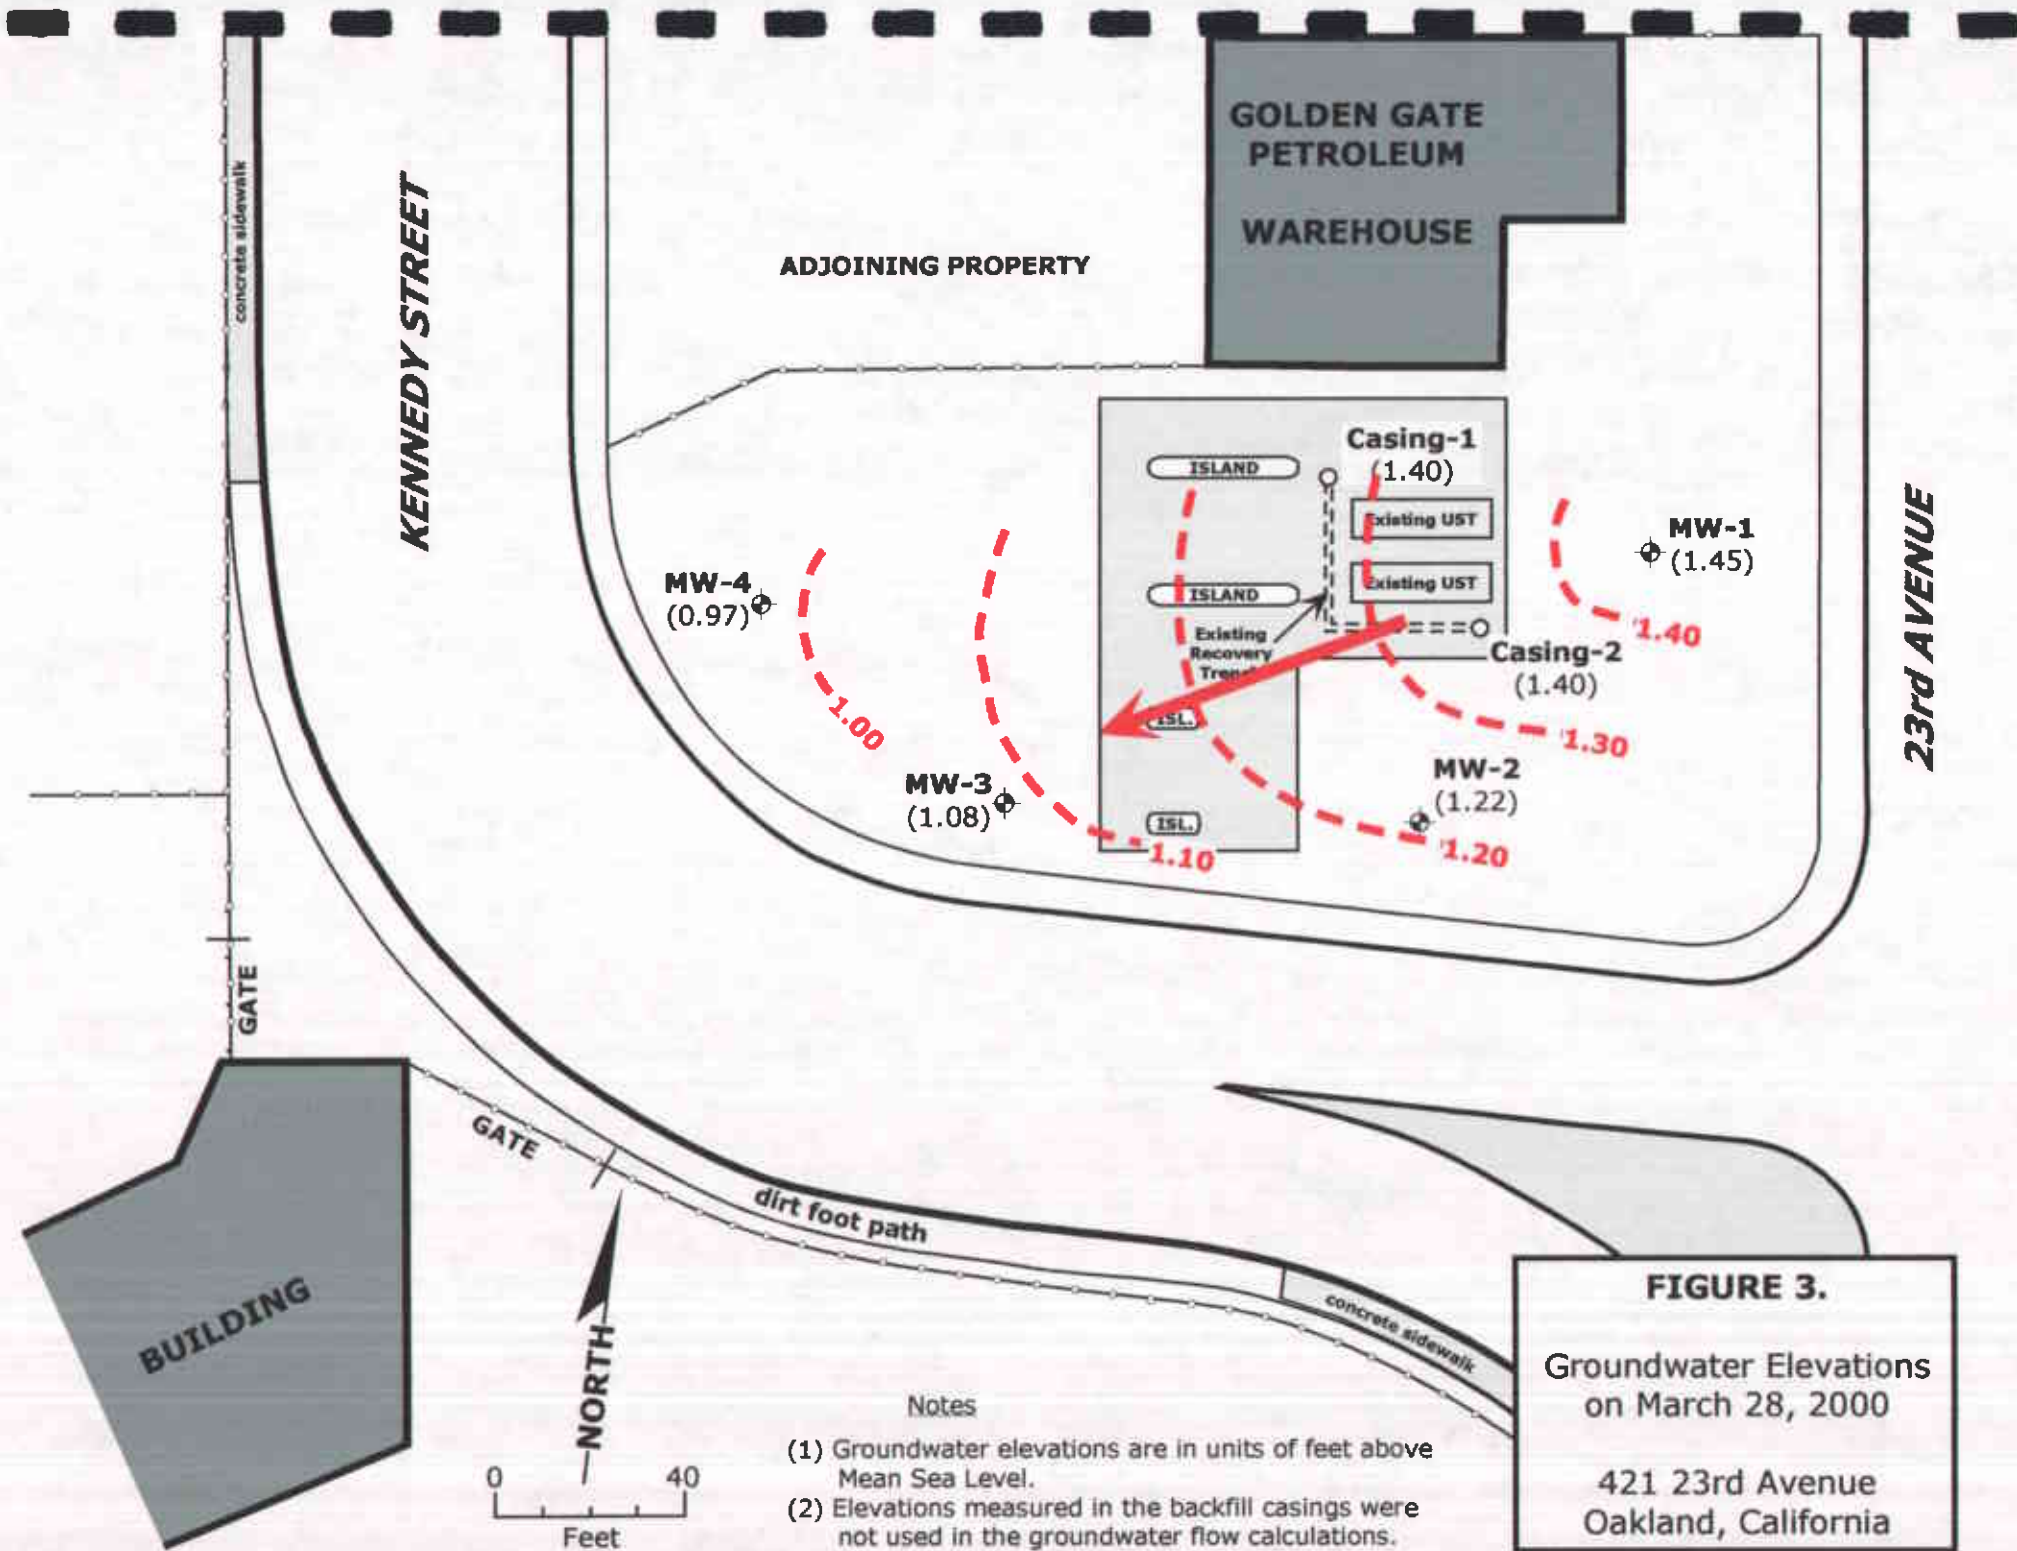 GOLDEN GATE
PETROLEUM
WAREHOUSE
concrete sidewalk
KENNEDY STREET
ADJOINING PROPERTY
23rd AVENUE
Casing-1
(1.40)
ISLAND
Existing UST
MW-1
(1.45)
MW-4
(0.97)
ISLAND
Existing UST
1.40
Existing
Recovery
Casing-2
(1.40)
1.00
ISL.
1.30
MW-3
(1.08)
MW-2
(1.22)
ISL.
1.10
1.20
GATE
GATE
dirt foot path
BUILDING
concrete sidewalk
NORTH
0 40
Feet
Notes
(1) Groundwater elevations are in units of feet above
Mean Sea Level.
(2) Elevations measured in the backfill casings were
not used in the groundwater flow calculations.
FIGURE 3.
Groundwater Elevations
on March 28, 2000
421 23rd Avenue
Oakland, California